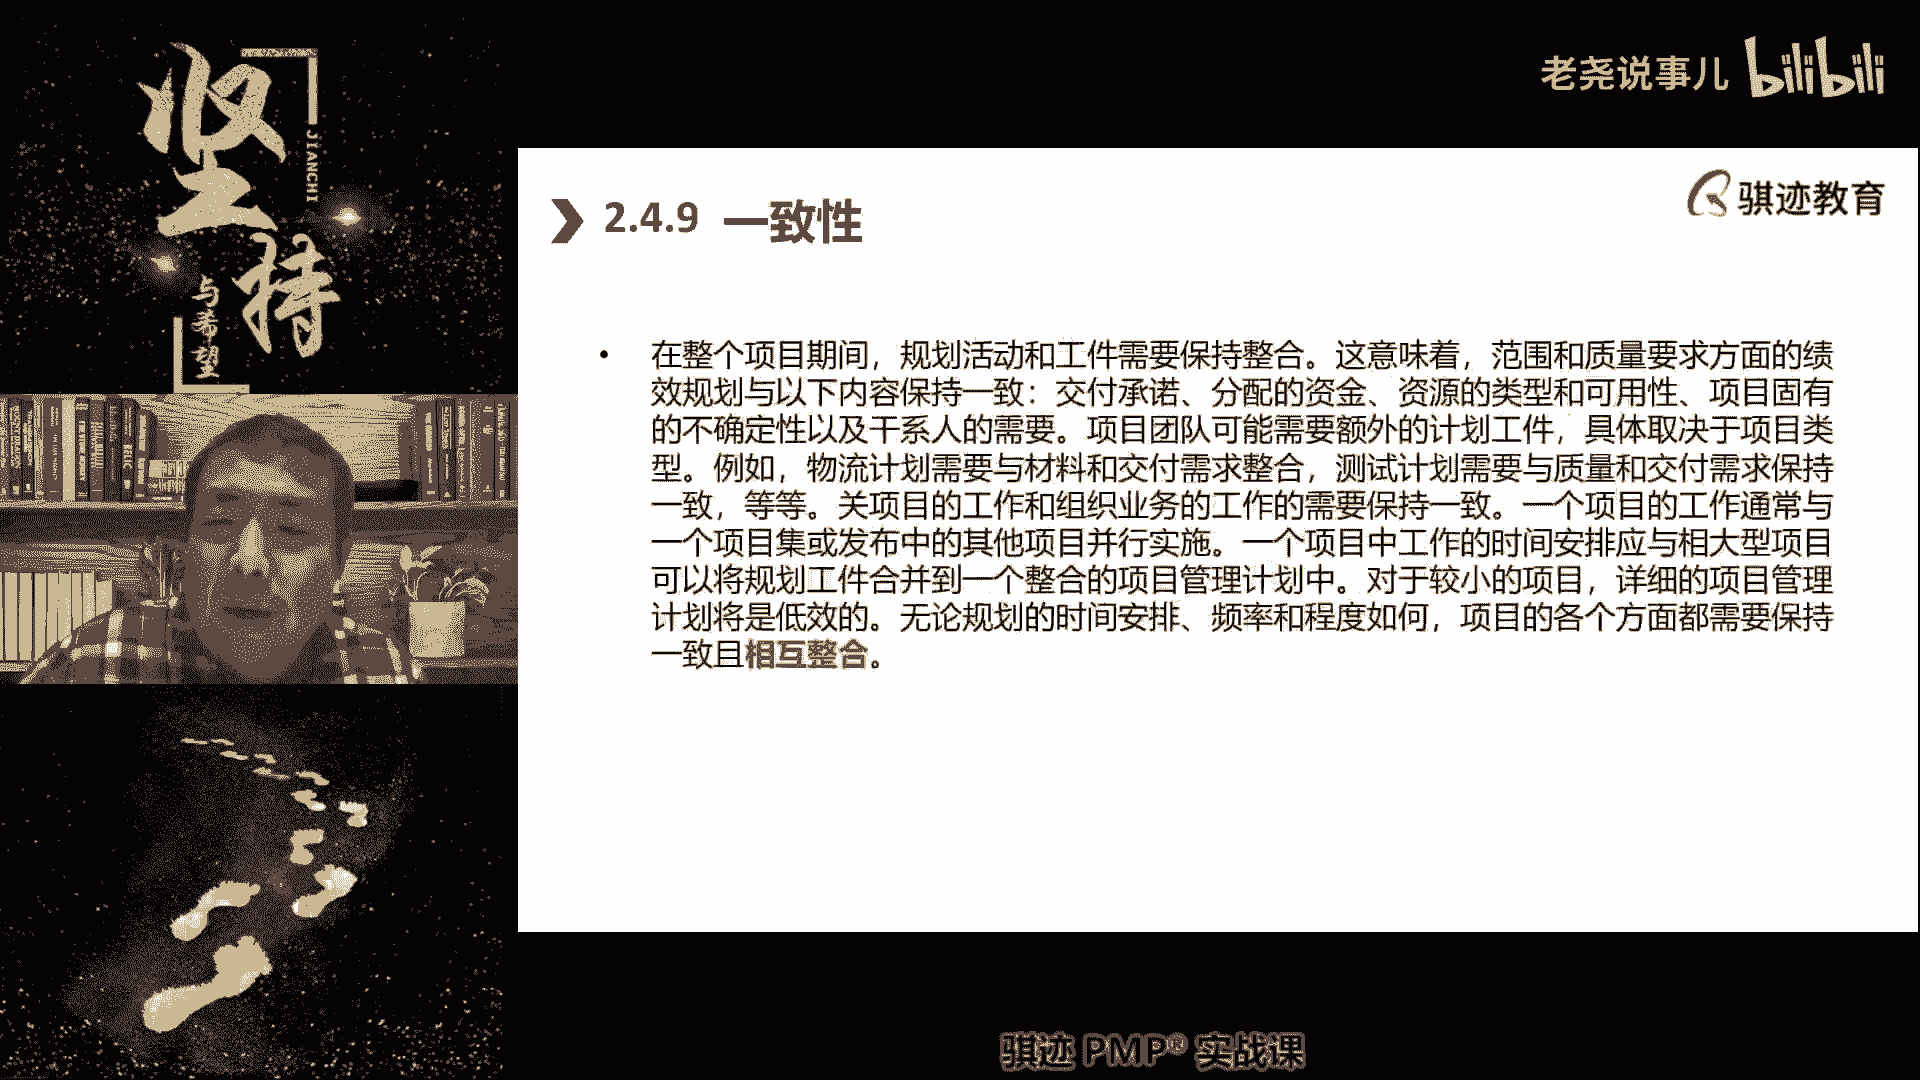 坚持
JIANCHI
与希望
老尧说事儿 bilibili
骐迹教育
2.4.9 一致性
• 在整个项目期间，规划活动和工件需要保持整合。这意味着，范围和质量要求方面的绩
效规划与以下内容保持一致：交付承诺、分配的资金、资源的类型和可用性、项目固有
的不确定性以及干系人的需要。项目团队可能需要额外的计划工件，具体取决于项目类
型。例如，物流计划需要与材料和交付需求整合，测试计划需要与质量和交付需求保持
一致，等等。关项目的工作和组织业务的工作的需要保持一致。一个项目的工作通常与
一个项目集或发布中的其他项目并行实施。一个项目中工作的时间安排应与相大型项目
可以将规划工件合并到一个整合的项目管理计划中。对于较小的项目，详细的项目管理
计划将是低效的。无论规划的时间安排、频率和程度如何，项目的各个方面都需要保持
一致且相互整合。
骐迹 PMP® 实战课